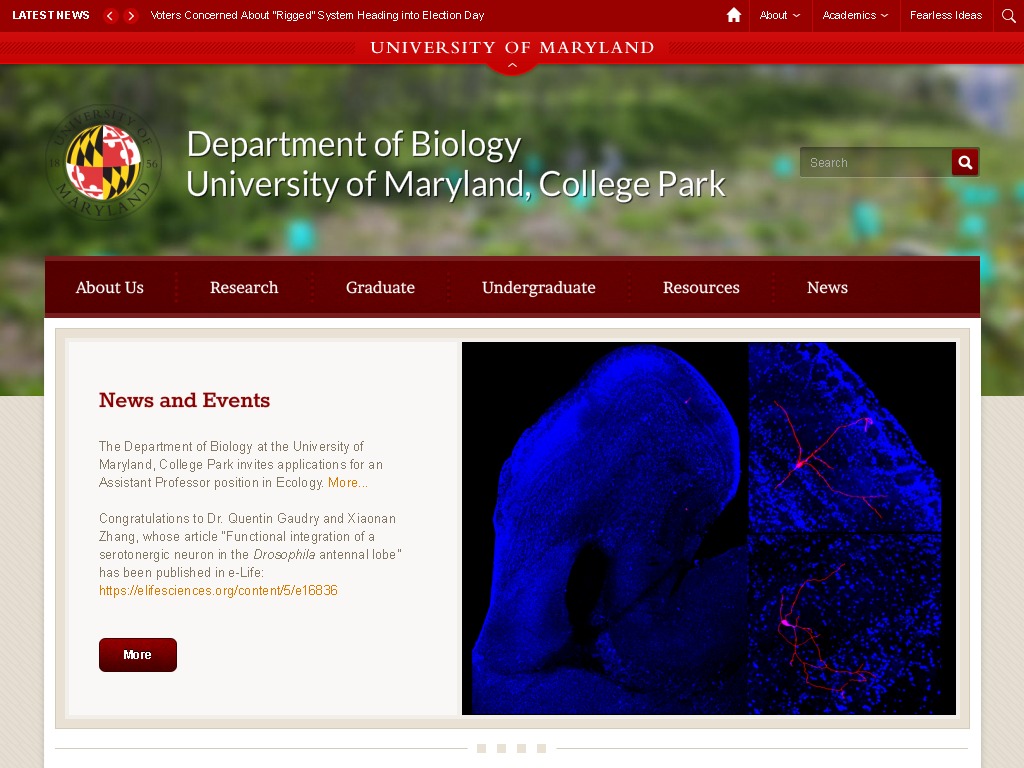 LATEST NEWS
Voters Concerned About "Rigged" System Heading into Election Day
About
Academics
Fearless Ideas
UNIVERSITY OF MARYLAND
UNIVERSITY OF
18 56
MARYLAND
Department of Biology
University of Maryland, College Park
Search
About Us
Research
Graduate
Undergraduate
Resources
News
News and Events
The Department of Biology at the University of
Maryland, College Park invites applications for an
Assistant Professor position in Ecology. More...
Congratulations to Dr. Quentin Gaudry and Xiaonan
Zhang, whose article "Functional integration of a
serotonergic neuron in the Drosophila antennal lobe"
has been published in e-Life:
https://elifesciences.org/content/5/e16836
More